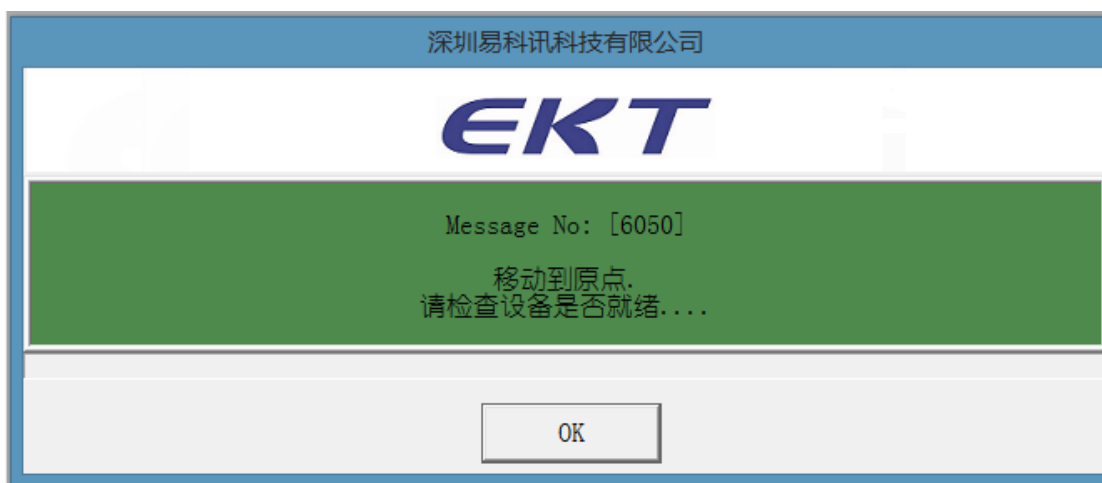 深圳易科讯科技有限公司
EKT
Message No: [6050]
移动到原点.
请检查设备是否就绪....
OK